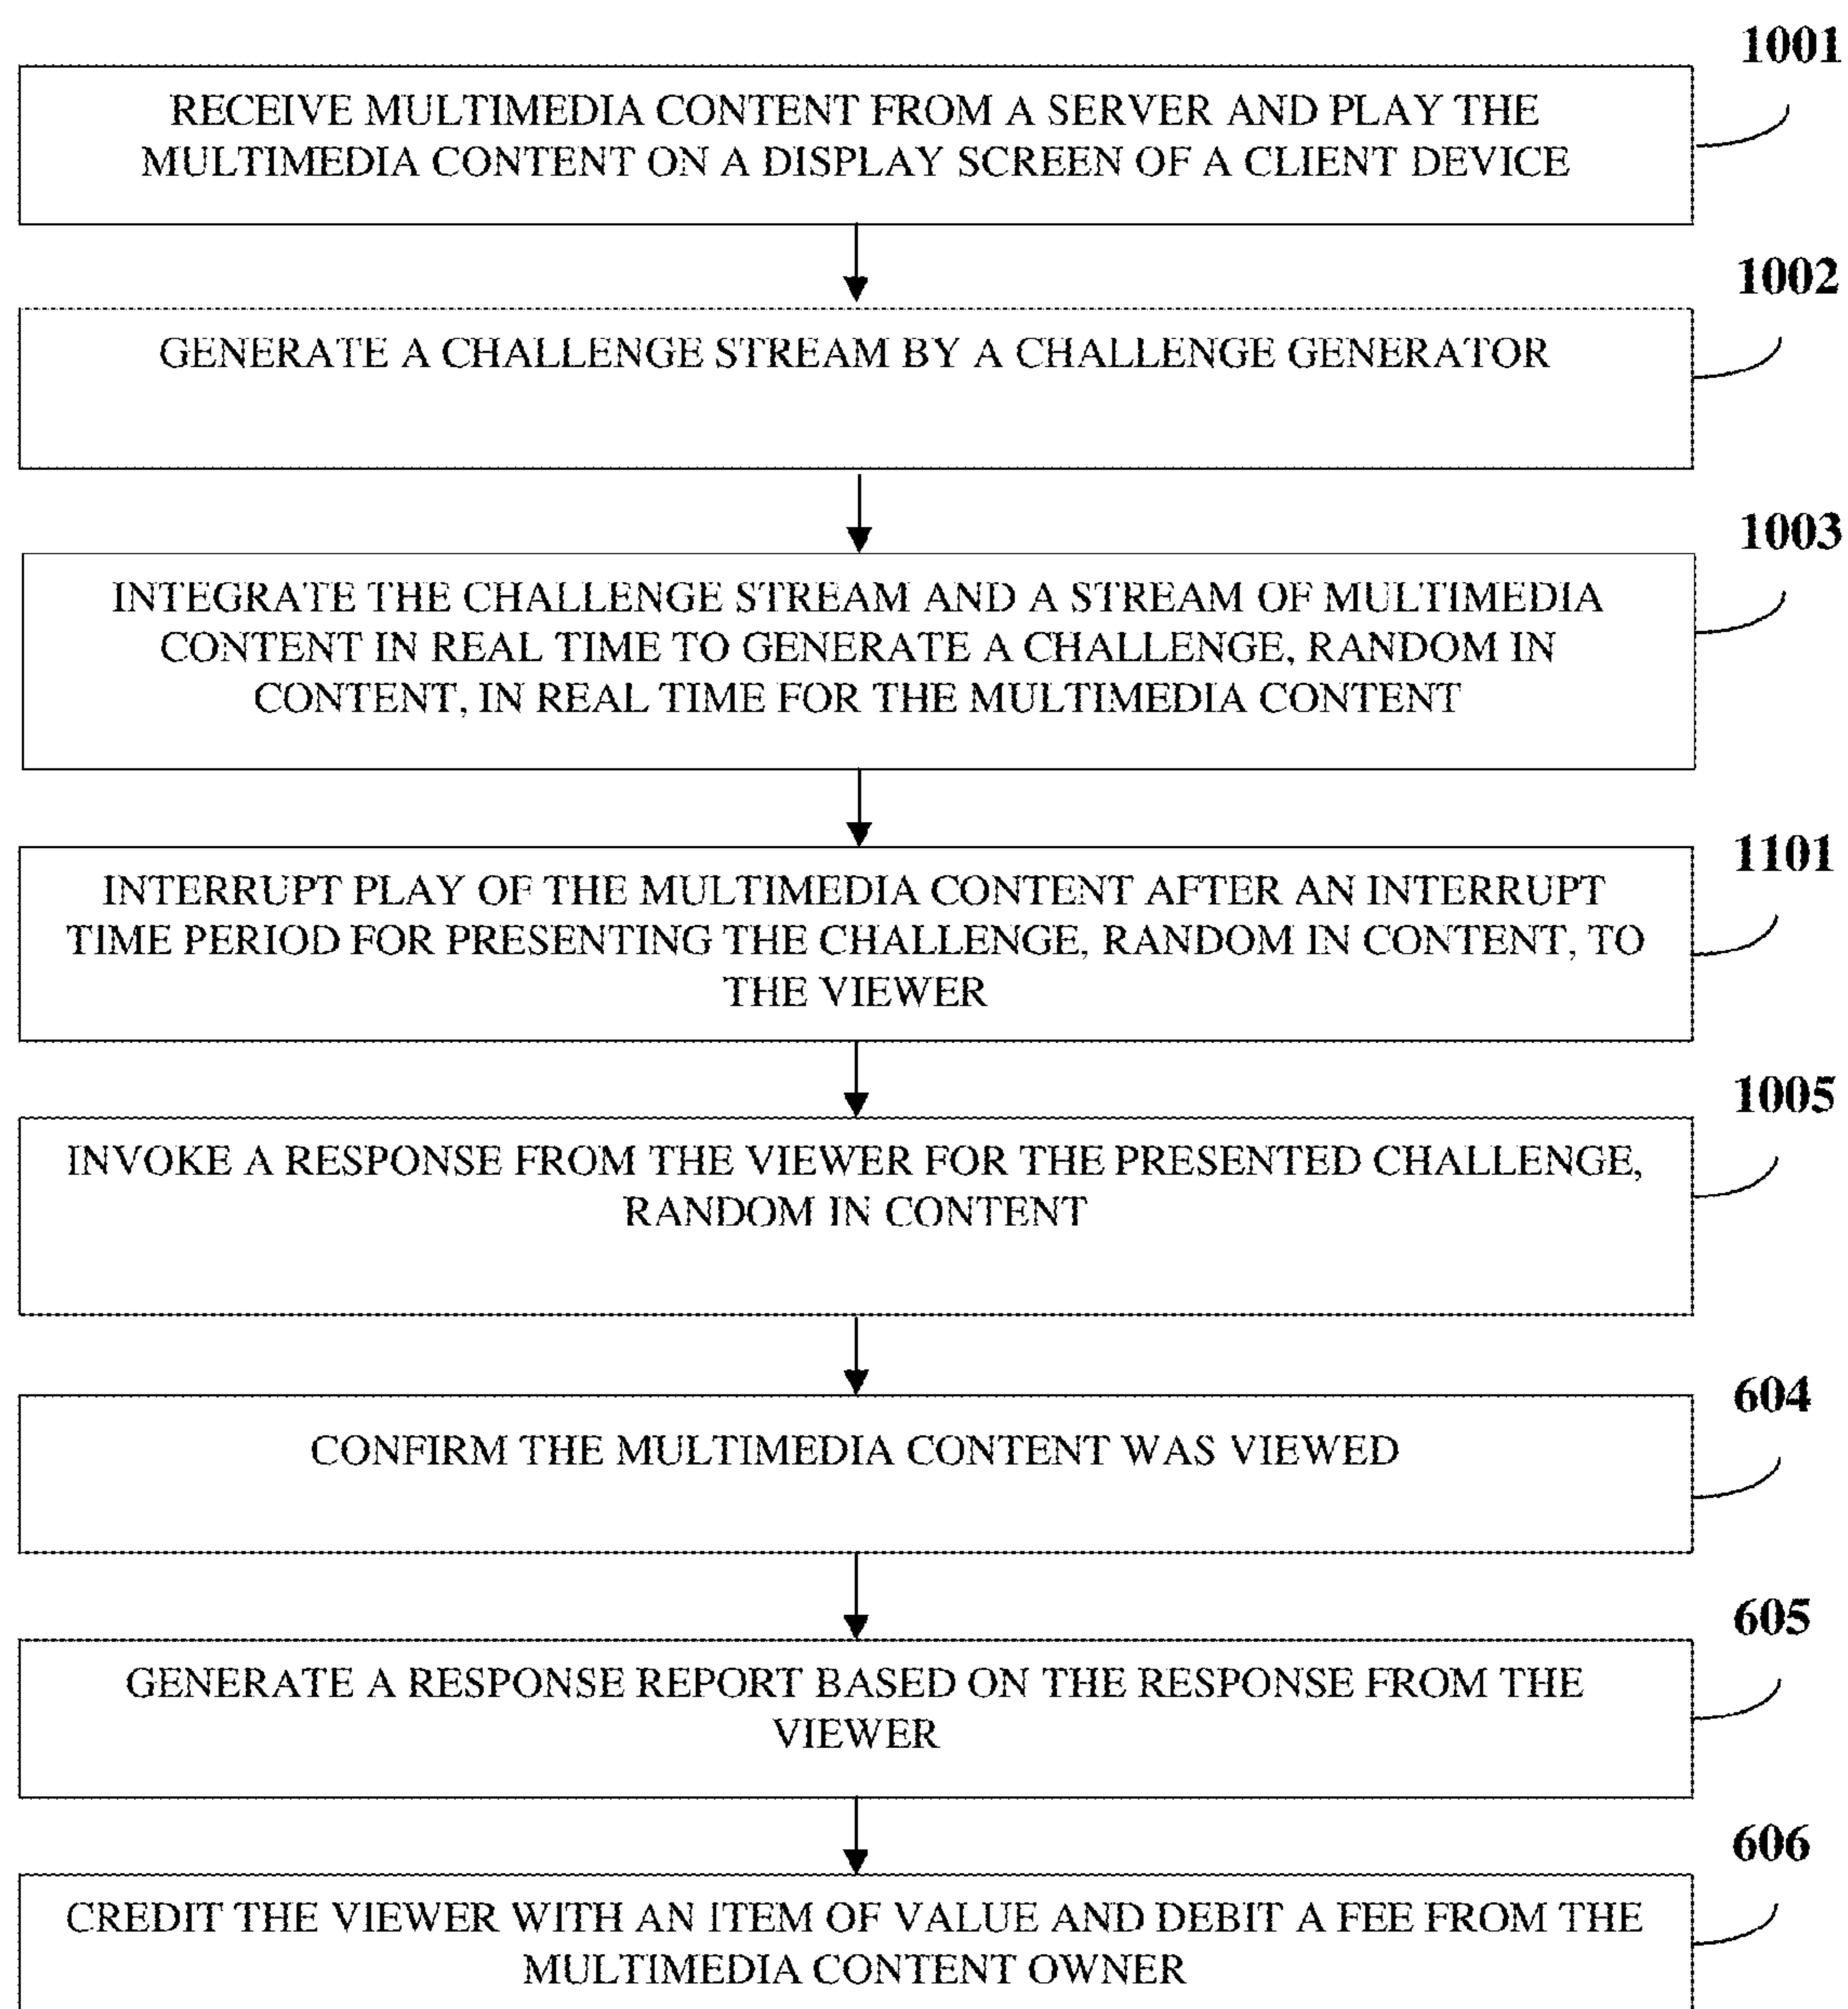 1001
RECEIVE MULTIMEDIA CONTENT FROM A SERVER AND PLAY THE
MULTIMEDIA CONTENT ON A DISPLAY SCREEN OF A CLIENT DEVICE
1002
GENERATE A CHALLENGE STREAM BY A CHALLENGE GENERATOR
1003
INTEGRATE THE CHALLENGE STREAM AND A STREAM OF MULTIMEDIA
CONTENT IN REAL TIME TO GENERATE A CHALLENGE, RANDOM IN
CONTENT, IN REAL TIME FOR THE MULTIMEDIA CONTENT
1101
INTERRUPT PLAY OF THE MULTIMEDIA CONTENT AFTER AN INTERRUPT
TIME PERIOD FOR PRESENTING THE CHALLENGE, RANDOM IN CONTENT, TO
THE VIEWER
1005
INVOKE A RESPONSE FROM THE VIEWER FOR THE PRESENTED CHALLENGE,
RANDOM IN CONTENT
604
CONFIRM THE MULTIMEDIA CONTENT WAS VIEWED
605
GENERATE A RESPONSE REPORT BASED ON THE RESPONSE FROM THE
VIEWER
606
CREDIT THE VIEWER WITH AN ITEM OF VALUE AND DEBIT A FEE FROM THE
MULTIMEDIA CONTENT OWNER